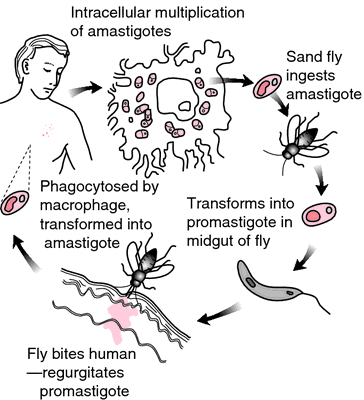 Intracellular multiplication
of amastigotes
Sand fly
ingests
amastigote
Transforms into
promastigote in
midgut of fly
Fly bites human
—regurgitates
promastigote
Phagocytosed by
macrophage,
transformed into
amastigote